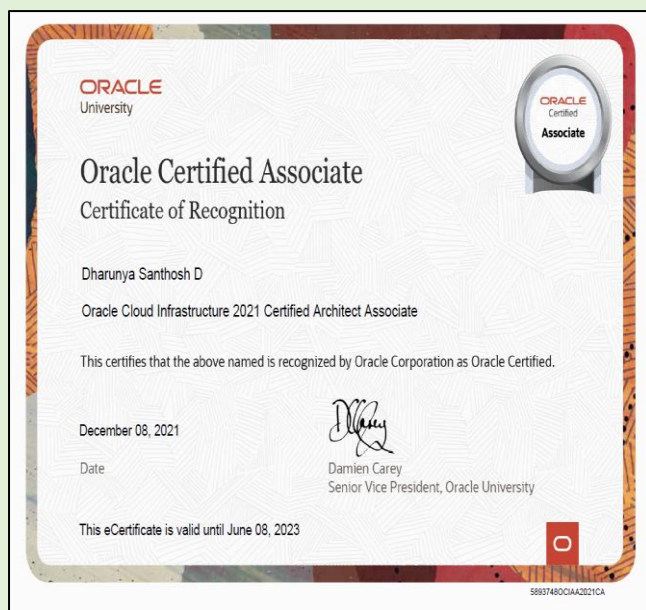 ORACLE
University
ORACLE
Certified
Associate
Oracle Certified Associate
Certificate of Recognition
Dharunya Santhosh D
Oracle Cloud Infrastructure 2021 Certified Architect Associate
This certifies that the above named is recognized by Oracle Corporation as Oracle Certified.
DCarey
December 08, 2021
Date
Damien Carey
Senior Vice President, Oracle University
This eCertificate is valid until June 08, 2023
5893748OCIAA2021CA